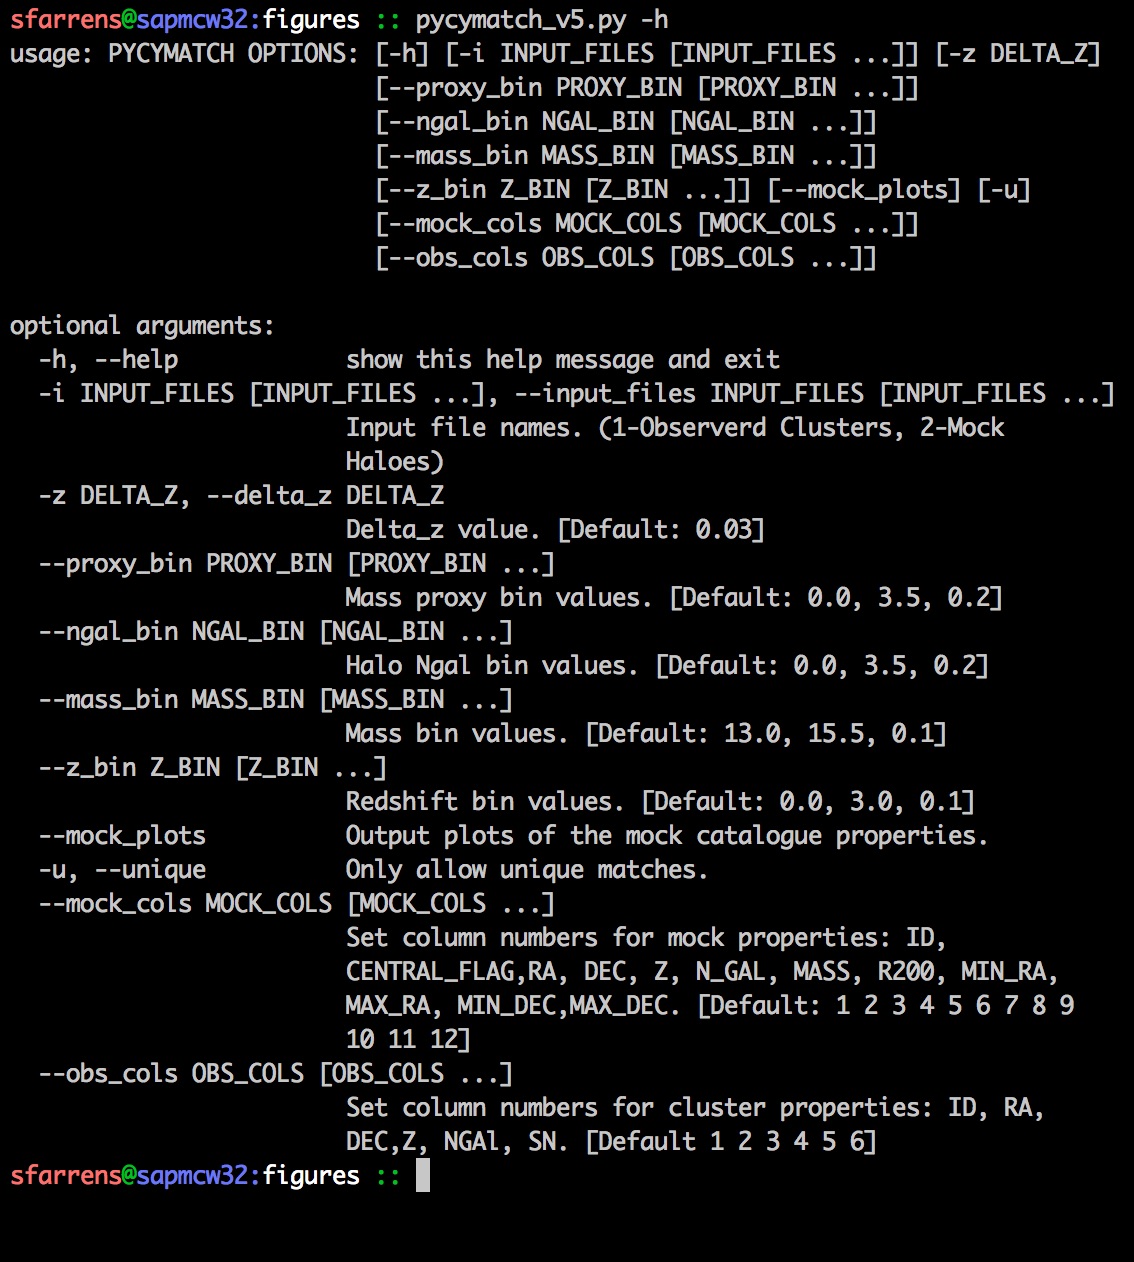 sfarrens@sapmcw32:figures :: pycymatch_v5.py -h
usage: PYCYMATCH OPTIONS: [-h] [-i INPUT_FILES [INPUT_FILES ...]] [-z DELTA_Z]
[--proxy_bin PROXY_BIN [PROXY_BIN ...]]
[--ngal_bin NGAL_BIN [NGAL_BIN ...]]
[--mass_bin MASS_BIN [MASS_BIN ...]]
[--z_bin Z_BIN [Z_BIN ...]] [--mock_plots] [-u]
[--mock_cols MOCK_COLS [MOCK_COLS ...]]
[--obs_cols OBS_COLS [OBS_COLS ...]]
optional arguments:
-h, --help show this help message and exit
-i INPUT_FILES [INPUT_FILES ...], --input_files INPUT_FILES [INPUT_FILES ...]
Input file names. (1-Observerd Clusters, 2-Mock
Haloes)
-z DELTA_Z, --delta_z DELTA_Z
Delta_z value. [Default: 0.03]
--proxy_bin PROXY_BIN [PROXY_BIN ...]
Mass proxy bin values. [Default: 0.0, 3.5, 0.2]
--ngal_bin NGAL_BIN [NGAL_BIN ...]
Halo Ngal bin values. [Default: 0.0, 3.5, 0.2]
--mass_bin MASS_BIN [MASS_BIN ...]
Mass bin values. [Default: 13.0, 15.5, 0.1]
--z_bin Z_BIN [Z_BIN ...]
Redshift bin values. [Default: 0.0, 3.0, 0.1]
--mock_plots Output plots of the mock catalogue properties.
-u, --unique Only allow unique matches.
--mock_cols MOCK_COLS [MOCK_COLS ...]
Set column numbers for mock properties: ID,
CENTRAL_FLAG,RA, DEC, Z, N_GAL, MASS, R200, MIN_RA,
MAX_RA, MIN_DEC,MAX_DEC. [Default: 1 2 3 4 5 6 7 8 9
10 11 12]
--obs_cols OBS_COLS [OBS_COLS ...]
Set column numbers for cluster properties: ID, RA,
DEC,Z, NGAl, SN. [Default 1 2 3 4 5 6]
sfarrens@sapmcw32:figures ::